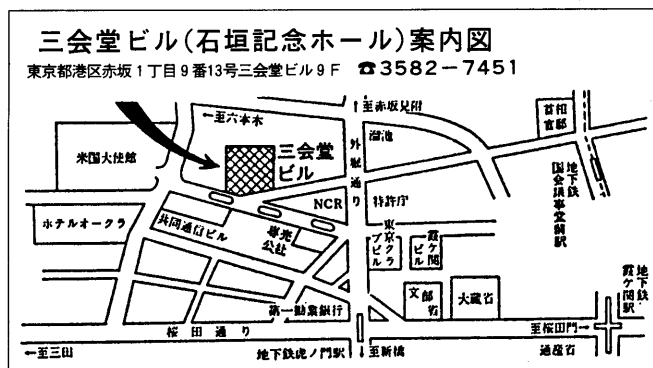 三会堂ビル(石垣記念ホール)案内図
東京都港区赤坂1丁目9番13号三会堂ビル9F ☎3582-7451
↑至赤坂見附
首相
官邸
←至六本木
溜池
米国大使館
三会堂
ビル
外堀通り
地下鉄
国会議事堂前駅
NCR
特許庁
ホテルオークラ
共同通信ビル
専売
公社
東京クラブビル
霞ケ関
ビル
地下鉄
霞ケ関駅
文部省
大蔵省
第一勧業銀行
桜田通り
至桜田門→
←至三田
地下鉄虎ノ門駅
↓至新橋
通産省